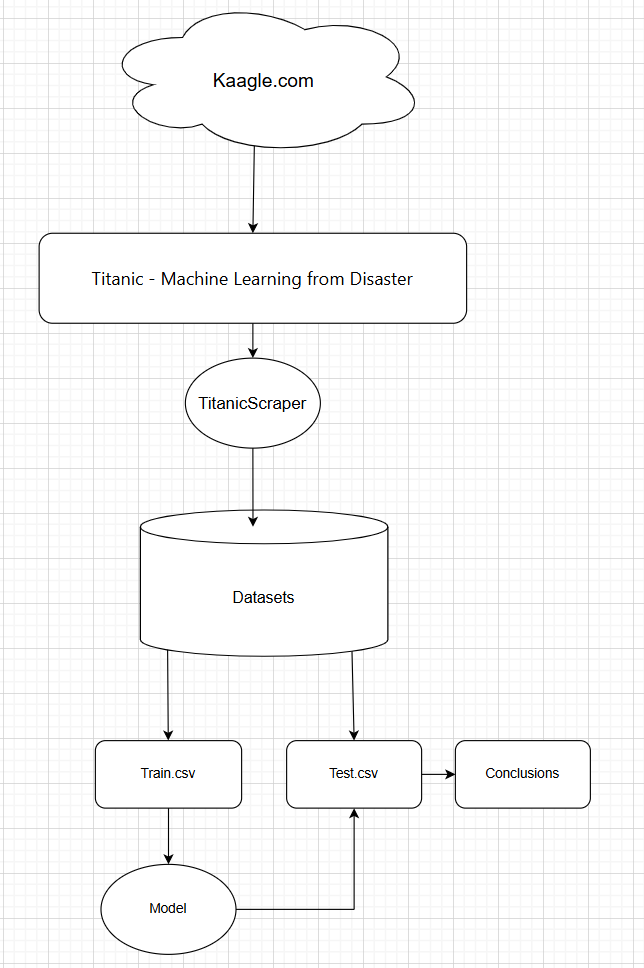 Kaagle.com
Titanic - Machine Learning from Disaster
TitanicScraper
Datasets
Train.csv
Test.csv
Conclusions
Model